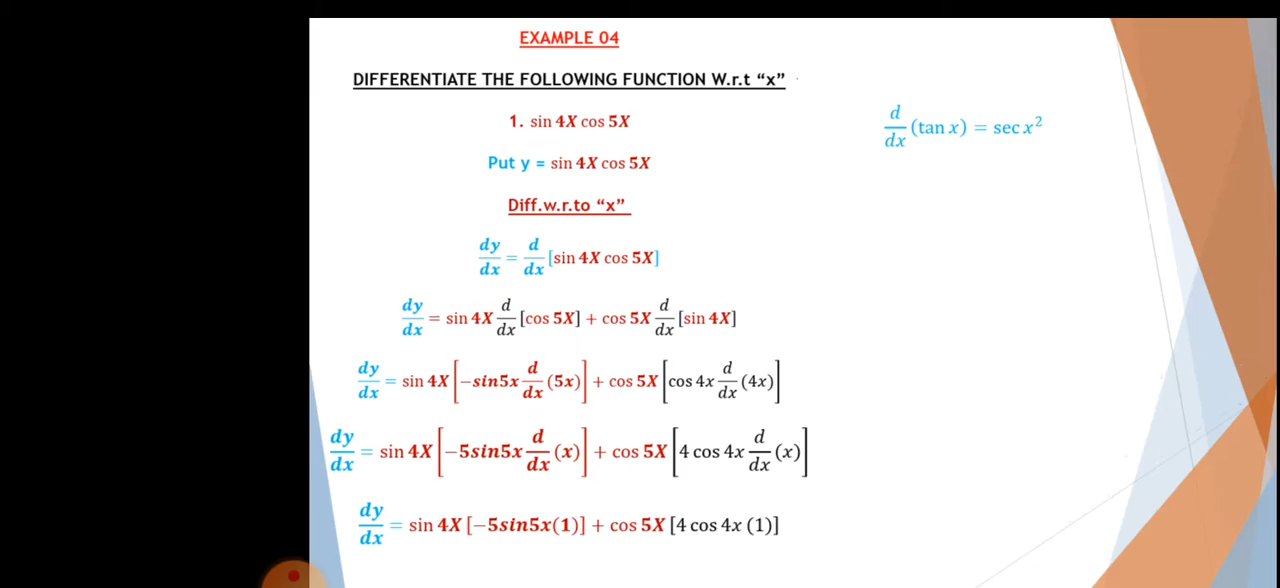 EXAMPLE 04
DIFFERENTIATE THE FOLLOWING FUNCTION W.r.t “x”
1. sin 4X cos 5X
Put y = sin 4X cos 5X
Diff.w.r.to “x”
dy/dx = d/dx [sin 4X cos 5X]
dy/dx = sin 4X d/dx [cos 5X] + cos 5X d/dx [sin 4X]
dy/dx = sin 4X [−sin5x d/dx (5x)] + cos 5X [cos 4x d/dx (4x)]
dy/dx = sin 4X [−5sin5x d/dx (x)] + cos 5X [4 cos 4x d/dx (x)]
dy/dx = sin 4X [−5sin5x(1)] + cos 5X [4 cos 4x (1)]
d/dx (tan x) = sec x²